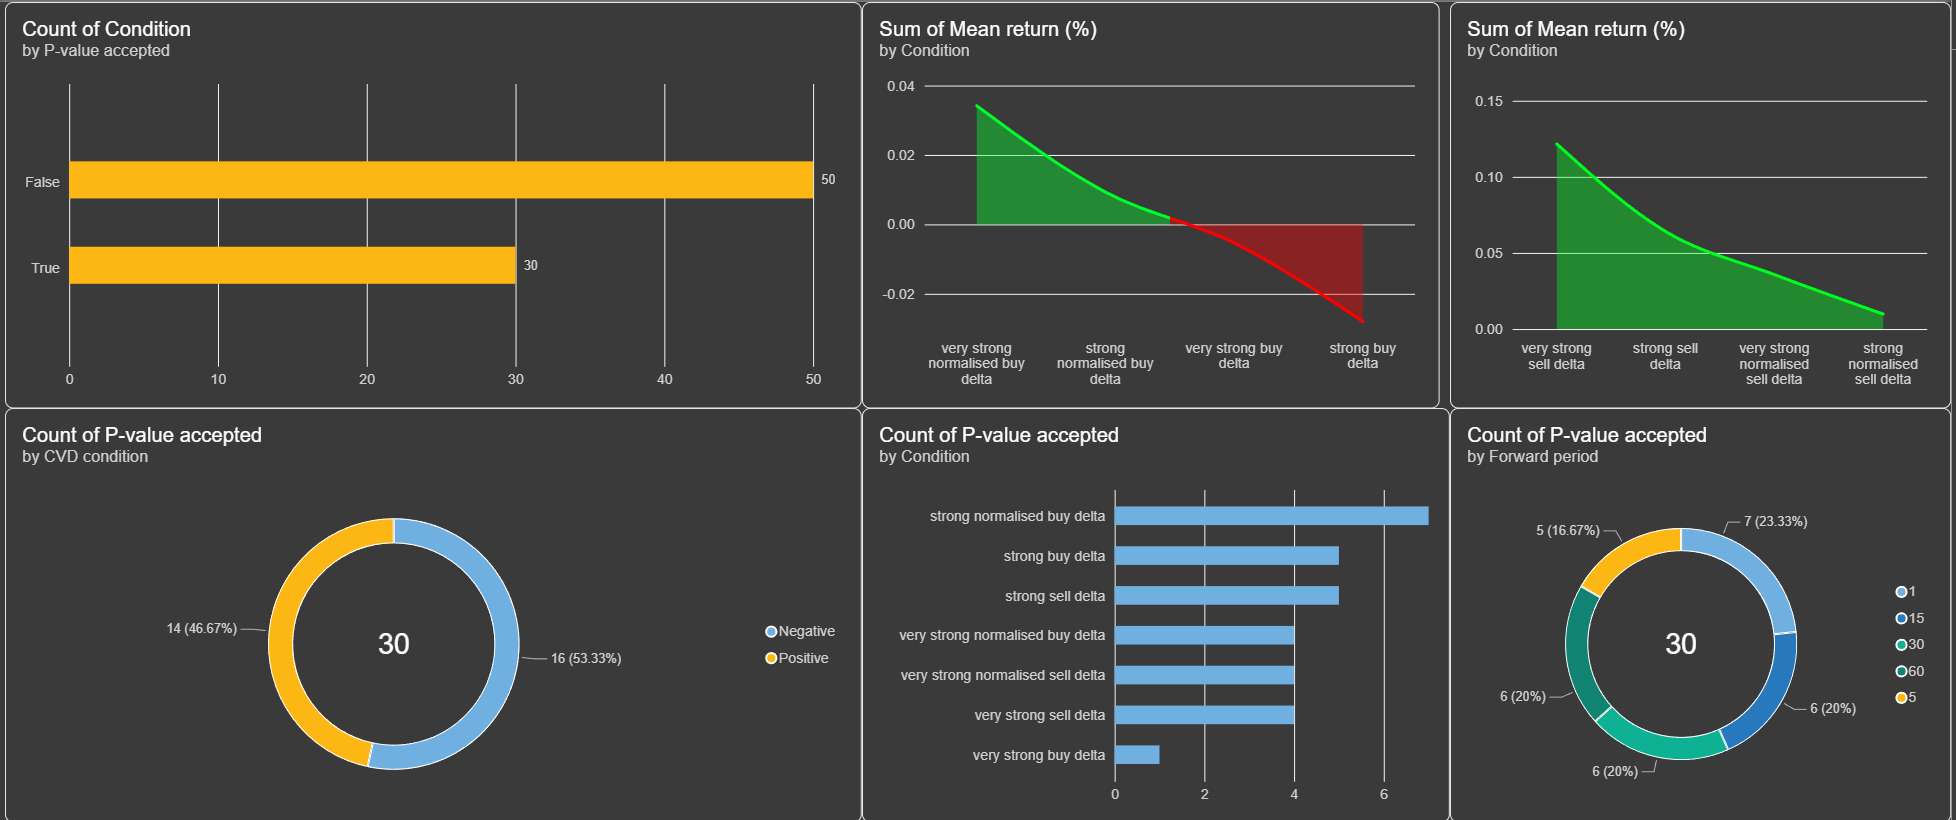 Count of Condition
by P-value accepted
False
50
True
30
0
10
20
30
40
50
Sum of Mean return (%)
by Condition
0.04
0.02
0.00
-0.02
very strong
normalised buy
delta
strong
normalised buy
delta
very strong buy
delta
strong buy
delta
Sum of Mean return (%)
by Condition
0.15
0.10
0.05
0.00
very strong
sell delta
strong sell
delta
very strong
normalised
sell delta
strong
normalised
sell delta
Count of P-value accepted
by CVD condition
14 (46.67%)
30
16 (53.33%)
Negative
Positive
Count of P-value accepted
by Condition
strong normalised buy delta
strong buy delta
strong sell delta
very strong normalised buy delta
very strong normalised sell delta
very strong sell delta
very strong buy delta
0
2
4
6
Count of P-value accepted
by Forward period
5 (16.67%)
7 (23.33%)
30
6 (20%)
6 (20%)
6 (20%)
1
15
30
60
5